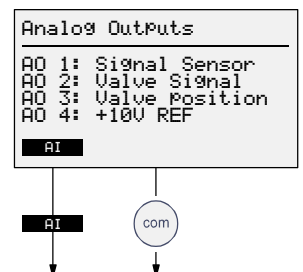 Analog Outputs
AO 1: Signal Sensor
AO 2: Valve Signal
AO 3: Valve Position
AO 4: +10V REF
AI
AI
com